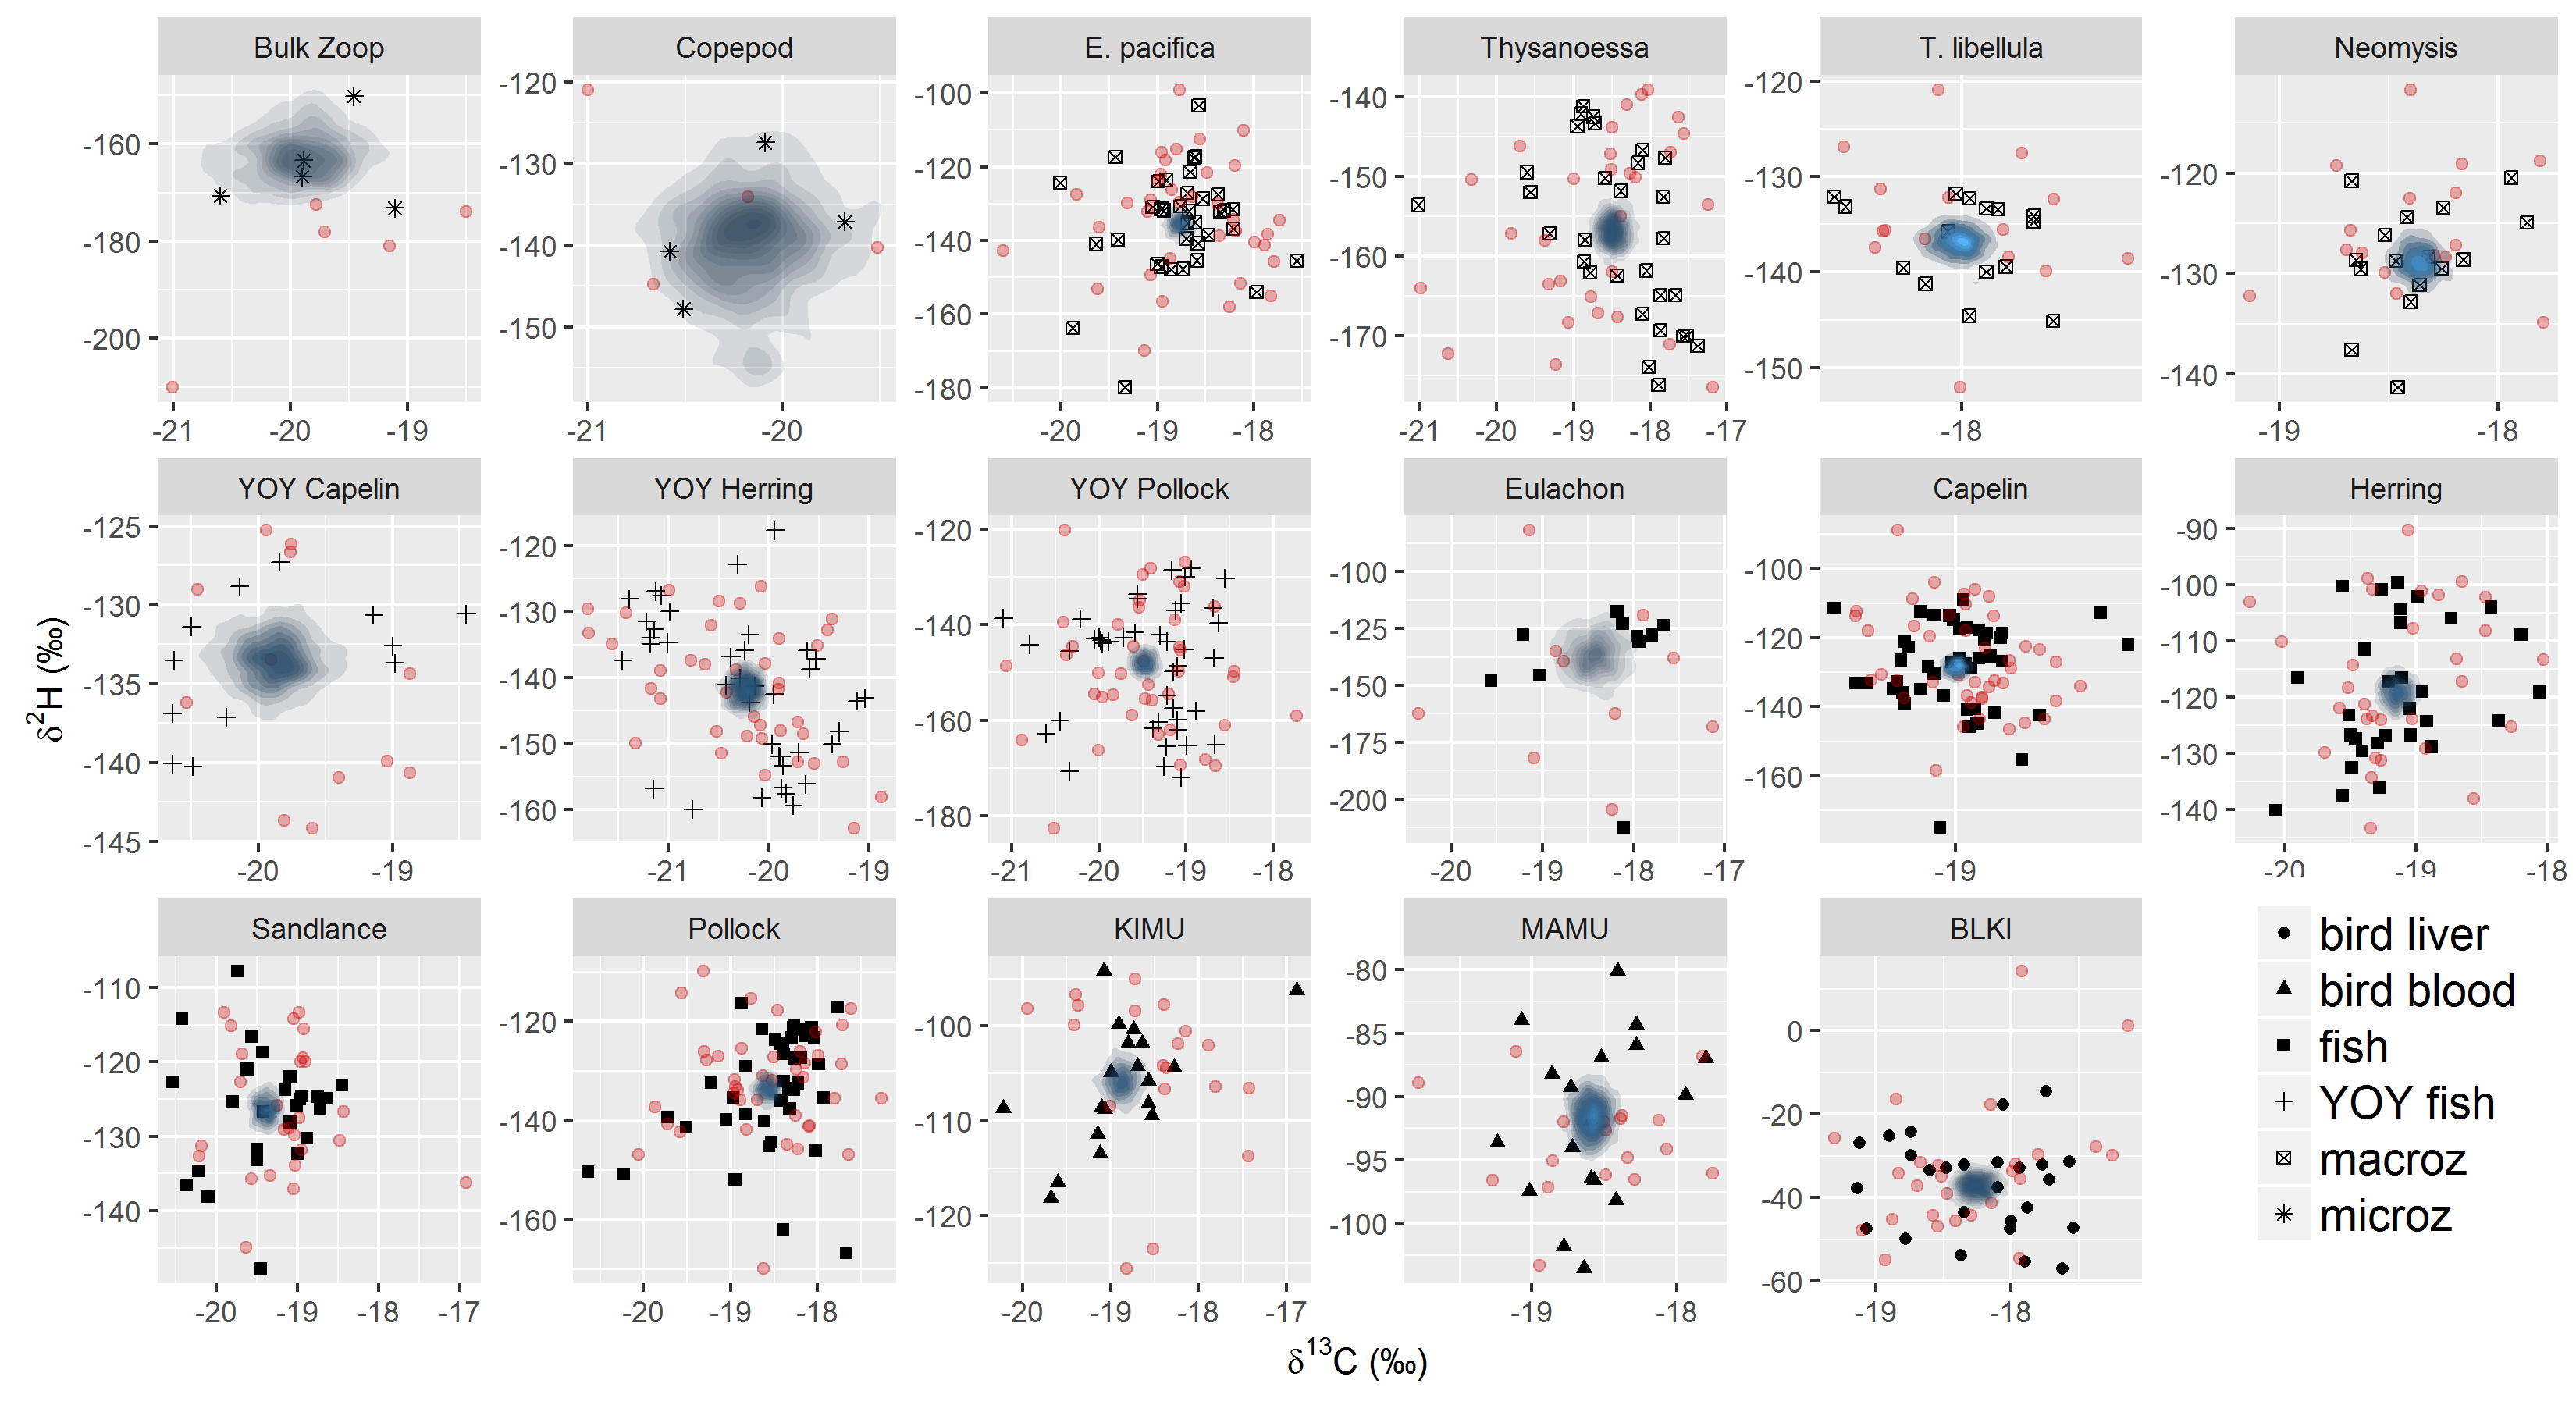 Bulk Zoop Copepod E. pacifica Thysanoessa T. libellula Neomysis
-160 -180 -200
-21 -20 -19
-120 -130 -140 -150
-21 -20
-100 -120 -140 -160 -180
-20 -19 -18
-140 -150 -160 -170
-21 -20 -19 -18 -17
-120 -130 -140 -150
-18
-120 -130 -140
-19 -18
YOY Capelin YOY Herring YOY Pollock Eulachon Capelin Herring
-125 -130 -135 -140 -145
-20 -19
-120 -130 -140 -150 -160
-21 -20 -19
-120 -140 -160 -180
-21 -20 -19 -18
-100 -125 -150 -175 -200
-20 -19 -18 -17
-100 -120 -140 -160
-19
-90 -100 -110 -120 -130 -140
-20 -19 -18
Sandlance Pollock KIMU MAMU BLKI
-110 -120 -130 -140
-20 -19 -18 -17
-120 -140 -160
-20 -19 -18
-100 -110 -120
-20 -19 -18 -17
-80 -85 -90 -95 -100
-19 -18
0 -20 -40 -60
-19 -18
bird liver
bird blood
fish
YOY fish
macroz
microz
δ²H (‰)
δ¹³C (‰)